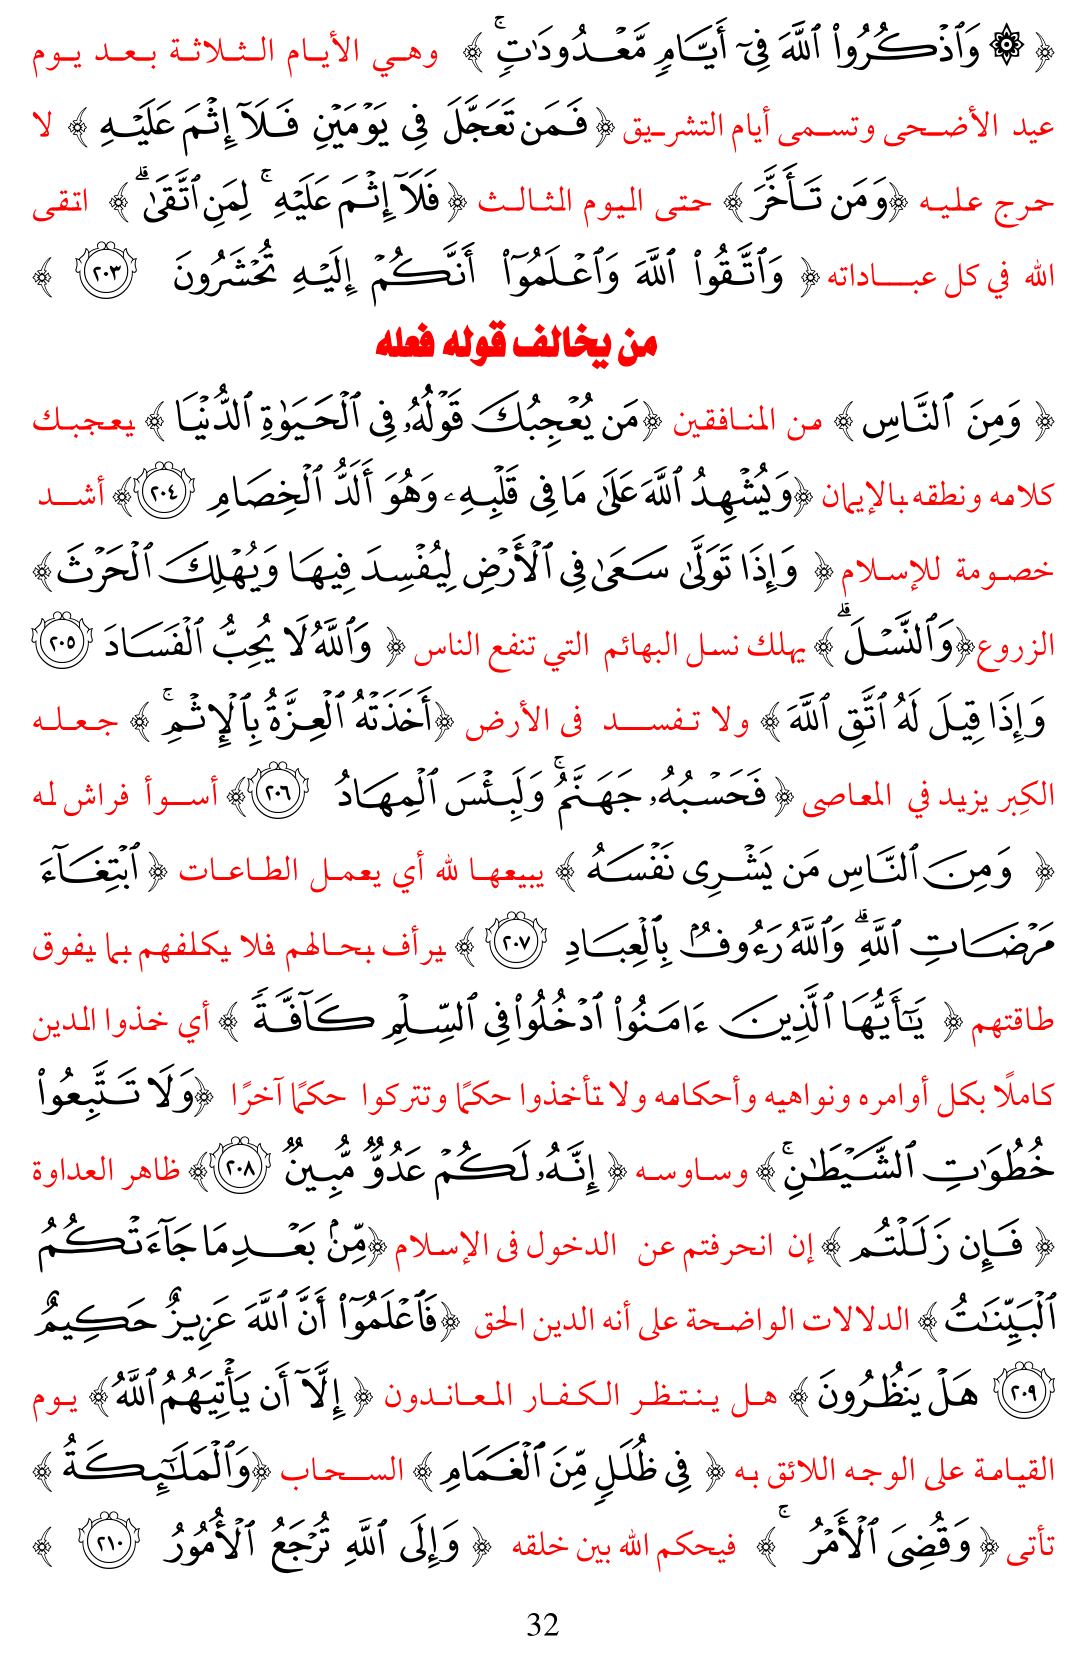 ﴿ ۞ وَٱذۡكُرُواْ ٱللَّهَ فِيٓ أَيَّامٖ مَّعۡدُودَٰتٖۚ ﴾ وهي الأيام الثلاثة بعد يوم
عيد الأضحى وتسمى أيام التشريق ﴿فَمَن تَعَجَّلَ فِي يَوۡمَيۡنِ فَلَآ إِثۡمَ عَلَيۡهِ ﴾ لا
حرج عليه ﴿وَمَن تَأَخَّرَ ﴾ حتى اليوم الثالث ﴿فَلَآ إِثۡمَ عَلَيۡهِۚ لِمَنِ ٱتَّقَىٰۗ ﴾ اتقى
الله في كل عباداته ﴿ وَٱتَّقُواْ ٱللَّهَ وَٱعۡلَمُوٓاْ أَنَّكُمۡ إِلَيۡهِ تُحۡشَرُونَ ٢٠٣ ﴾
من يخالف قوله فعله
﴿ وَمِنَ ٱلنَّاسِ ﴾ من المنافقين ﴿مَن يُعۡجِبُكَ قَوۡلُهُۥ فِي ٱلۡحَيَوٰةِ ٱلدُّنۡيَا ﴾ يعجبك
كلامه ونطقه بالإيمان ﴿وَيُشۡهِدُ ٱللَّهَ عَلَىٰ مَا فِي قَلۡبِهِۦ وَهُوَ أَلَدُّ ٱلۡخِصَامِ ٢٠٤﴾ أشد
خصومة للإسلام ﴿ وَإِذَا تَوَلَّىٰ سَعَىٰ فِي ٱلۡأَرۡضِ لِيُفۡسِدَ فِيهَا وَيُهۡلِكَ ٱلۡحَرۡثَ﴾
الزروع ﴿وَٱلنَّسۡلَۗ ﴾ يهلك نسل البهائم التي تنفع الناس ﴿ وَٱللَّهُ لَا يُحِبُّ ٱلۡفَسَادَ ٢٠٥
وَإِذَا قِيلَ لَهُ ٱتَّقِ ٱللَّهَ ﴾ ولا تفسد فى الأرض ﴿أَخَذَتۡهُ ٱلۡعِزَّةُ بِٱلۡإِثۡمِۚ ﴾ جعله
الكِبر يزيد في المعاصى ﴿ فَحَسۡبُهُۥ جَهَنَّمُۚ وَلَبِئۡسَ ٱلۡمِهَادُ ٢٠٦﴾ أسوأ فراش له
﴿ وَمِنَ ٱلنَّاسِ مَن يَشۡرِي نَفۡسَهُ ﴾ يبيعها لله أي يعمل الطاعات ﴿ ٱبۡتِغَآءَ
مَرۡضَاتِ ٱللَّهِۗ وَٱللَّهُ رَءُوفُۢ بِٱلۡعِبَادِ ٢٠٧ ﴾ يرأف بحالهم فلا يكلفهم بما يفوق
طاقتهم ﴿ يَٰٓأَيُّهَا ٱلَّذِينَ ءَامَنُواْ ٱدۡخُلُواْ فِي ٱلسِّلۡمِ كَآفَّةٗ ﴾ أي خذوا الدين
كاملًا بكل أوامره ونواهيه وأحكامه ولا تأخذوا حكمًا وتتركوا حكمًا آخرًا ﴿وَلَا تَتَّبِعُواْ
خُطُوَٰتِ ٱلشَّيۡطَٰنِۚ ﴾ وساوسه ﴿ إِنَّهُۥ لَكُمۡ عَدُوّٞ مُّبِينٞ ٢٠٨﴾ ظاهر العداوة
﴿ فَإِن زَلَلۡتُم ﴾ إن انحرفتم عن الدخول فى الإسلام ﴿مِّنۢ بَعۡدِ مَا جَآءَتۡكُمُ
ٱلۡبَيِّنَٰتُ ﴾ الدلالات الواضحة على أنه الدين الحق ﴿فَٱعۡلَمُوٓاْ أَنَّ ٱللَّهَ عَزِيزٌ حَكِيمٌ
٢٠٩ هَلۡ يَنظُرُونَ ﴾ هل ينتظر الكفار المعاندون ﴿ إِلَّآ أَن يَأۡتِيَهُمُ ٱللَّهُ﴾ يوم
القيامة على الوجه اللائق به ﴿ فِي ظُلَلٖ مِّنَ ٱلۡغَمَامِ ﴾ السحاب ﴿وَٱلۡمَلَٰٓئِكَةُ ﴾
تأتى ﴿ وَقُضِيَ ٱلۡأَمۡرُۚ ﴾ فيحكم الله بين خلقه ﴿ وَإِلَى ٱللَّهِ تُرۡجَعُ ٱلۡأُمُورُ ٢١٠ ﴾
32